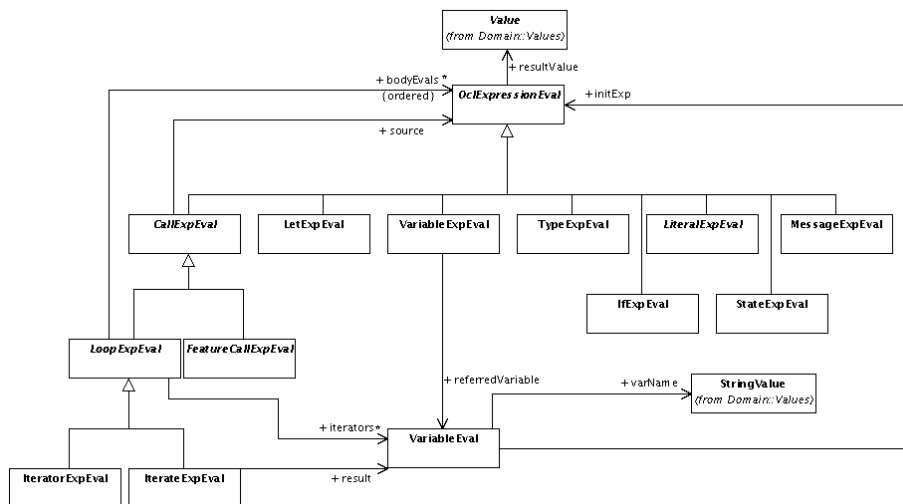 Value
(from Domain::Values)
+ resultValue
+ bodyEvals *
{ordered}
OclExpressionEval
+ initExp
+ source
CallExpEval
LetExpEval
VariableExpEval
TypeExpEval
LiteralExpEval
MessageExpEval
IfExpEval
StateExpEval
LoopExpEval
FeatureCallExpEval
+ referredVariable
+ varName
StringValue
(from Domain::Values)
+ iterators*
VariableEval
IteratorExpEval
IterateExpEval
+ result